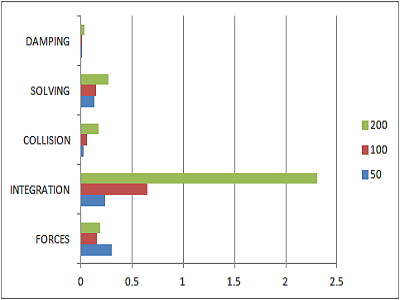 DAMPING
SOLVING
COLLISION
INTEGRATION
FORCES
0 0.5 1 1.5 2 2.5
200
100
50